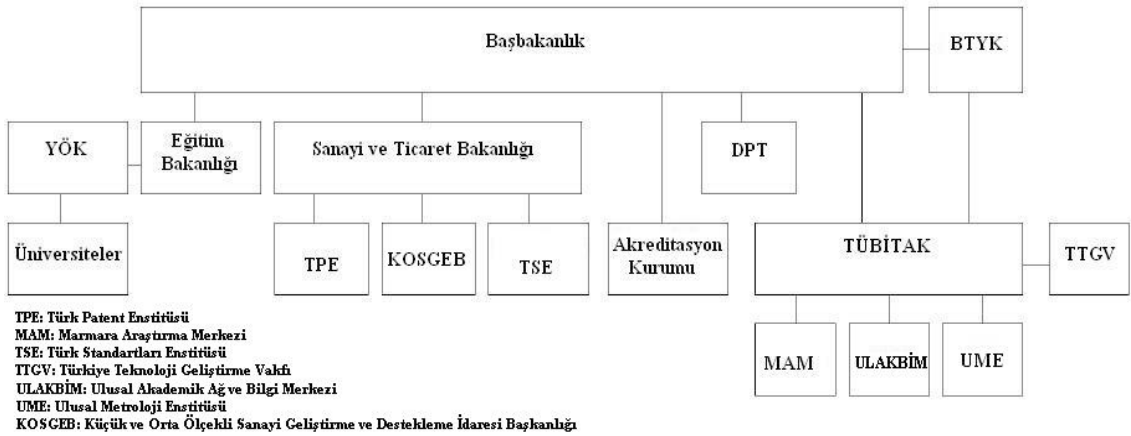 Başbakanlık
BTYK
YÖK
Eğitim
Bakanlığı
Sanayi ve Ticaret Bakanlığı
DPT
Üniversiteler
TPE
KOSGEB
TSE
Akreditasyon
Kurumu
TÜBİTAK
TTGV
MAM
ULAKBİM
UME
TPE: Türk Patent Enstitüsü
MAM: Marmara Araştırma Merkezi
TSE: Türk Standartları Enstitüsü
TTGV: Türkiye Teknoloji Geliştirme Vakfı
ULAKBİM: Ulusal Akademik Ağ ve Bilgi Merkezi
UME: Ulusal Metroloji Enstitüsü
KOSGEB: Küçük ve Orta Ölçekli Sanayi Geliştirme ve Destekleme İdaresi Başkanlığı